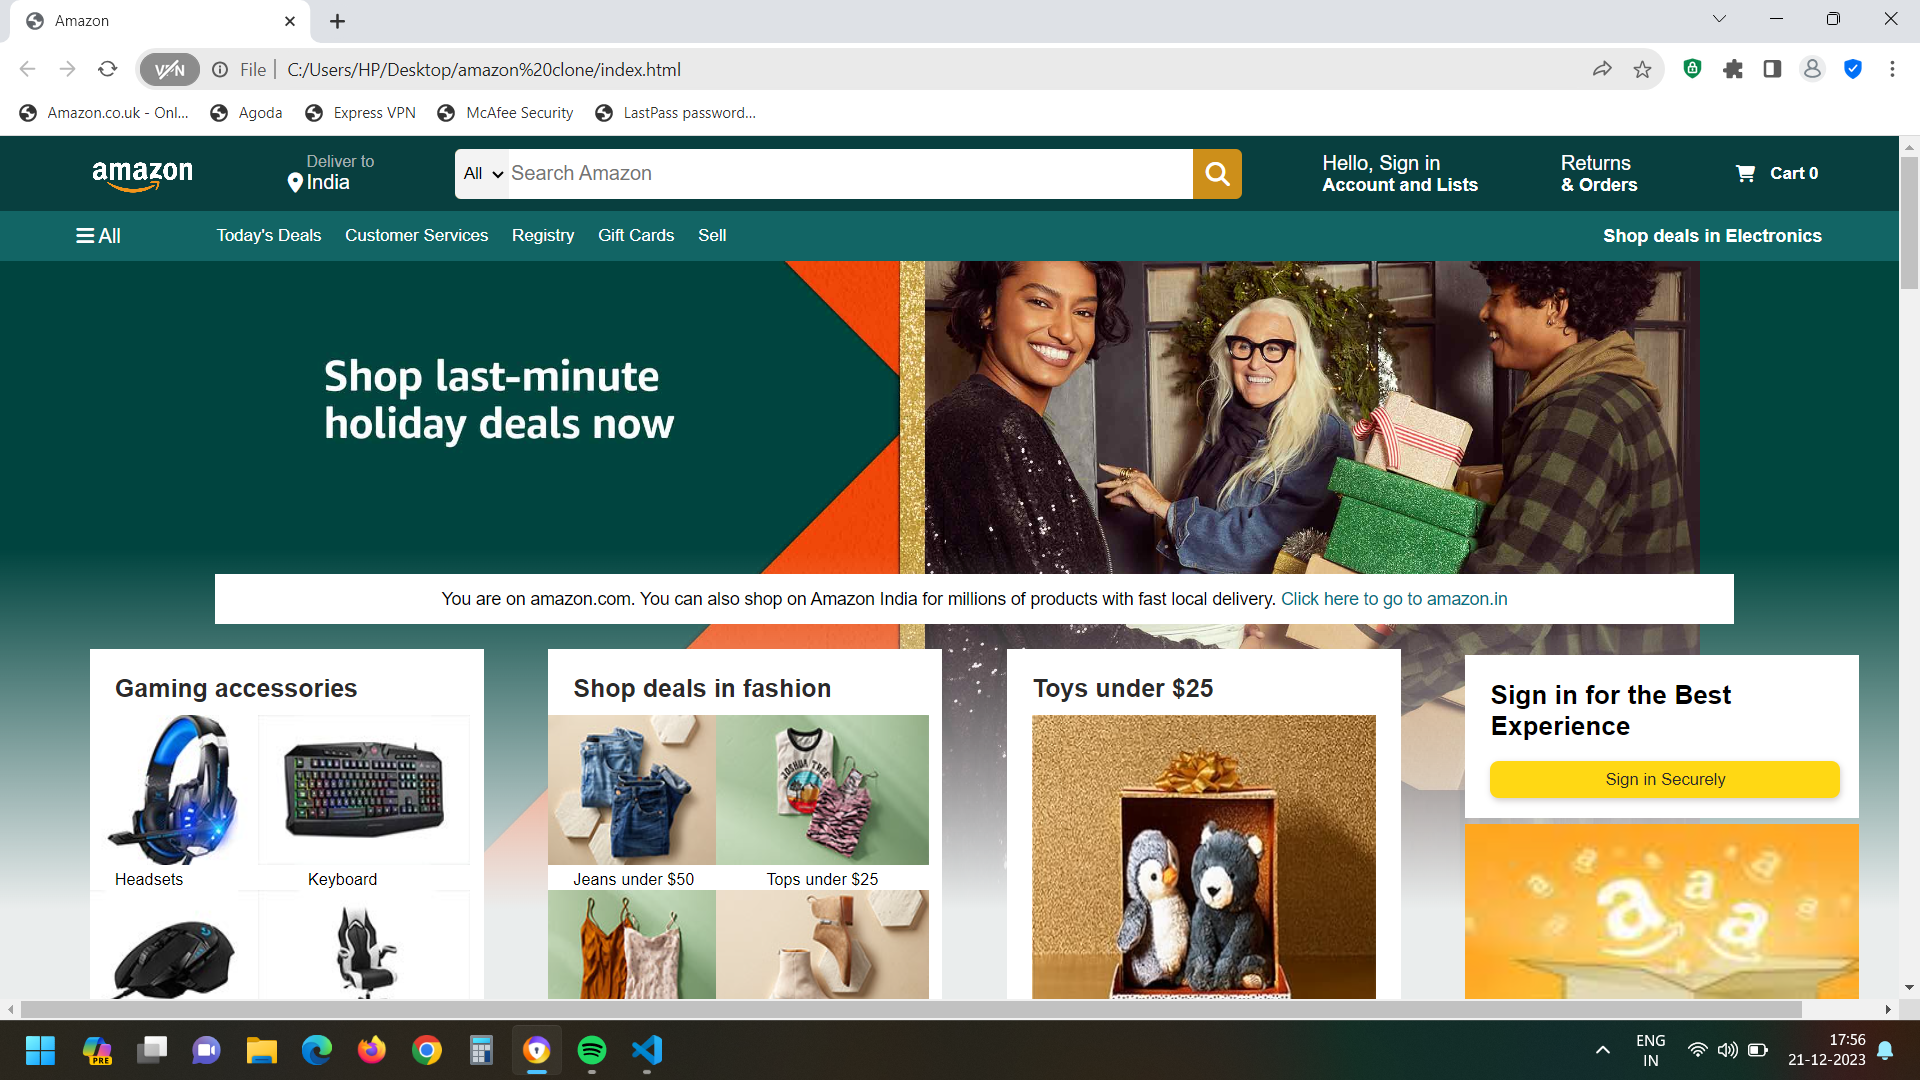 Amazon
VPN
File
C:/Users/HP/Desktop/amazon%20clone/index.html
Amazon.co.uk - Onl...
Agoda
Express VPN
McAfee Security
LastPass password...
amazon
Deliver to
India
All
Search Amazon
Hello, Sign in
Account and Lists
Returns
& Orders
Cart 0
All
Today's Deals
Customer Services
Registry
Gift Cards
Sell
Shop deals in Electronics
Shop last-minute
holiday deals now
You are on amazon.com. You can also shop on Amazon India for millions of products with fast local delivery. Click here to go to amazon.in
Gaming accessories
Headsets
Keyboard
Shop deals in fashion
JOSHUA TREE
Jeans under $50
Tops under $25
Toys under $25
Sign in for the Best
Experience
Sign in Securely
a
a
a
PRE
ENG
IN
17:56
21-12-2023